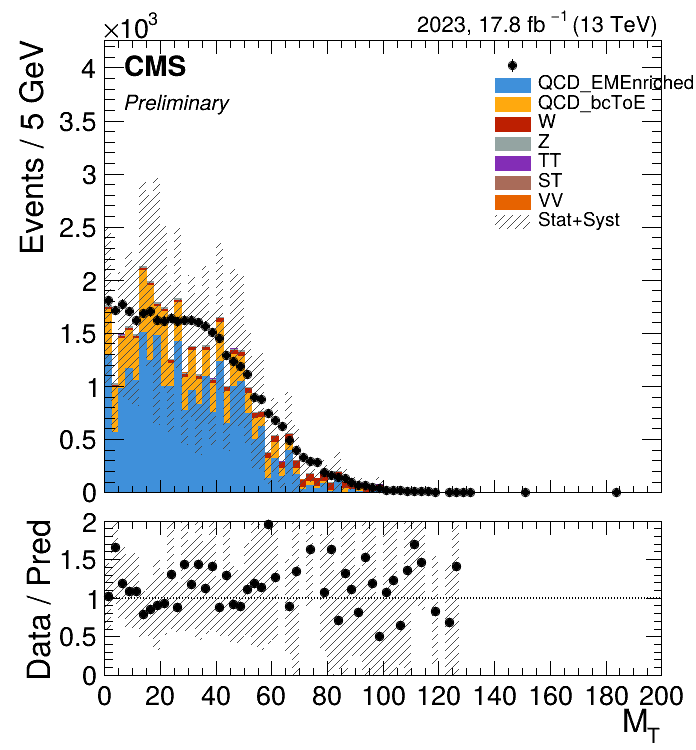 ×10³
2023, 17.8 fb⁻¹ (13 TeV)
CMS
Preliminary
QCD_EMEnriched
QCD_bcToE
W
Z
TT
ST
VV
Stat+Syst
Events / 5 GeV
4
3.5
3
2.5
2
1.5
1
0.5
0
Data / Pred
2
1.5
1
0.5
0
0 20 40 60 80 100 120 140 160 180 200
M_T